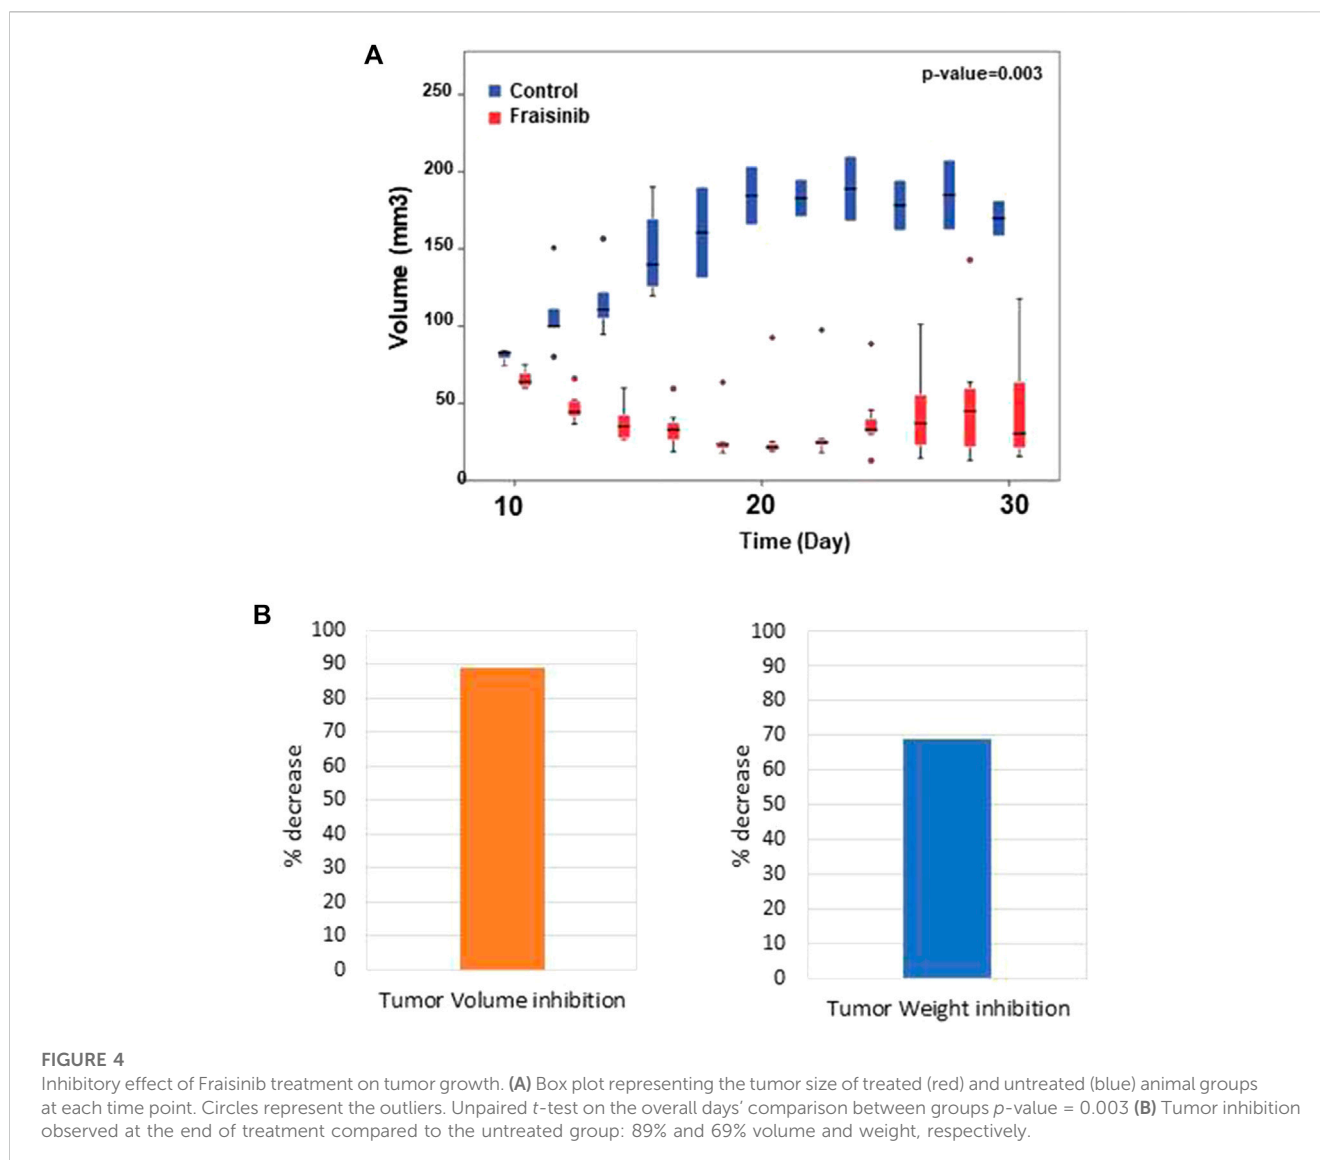 A
p-value=0.003
Control
Fraisinib
250
200
150
100
50
0
Volume (mm3)
10 20 30
Time (Day)
B
100
90
80
70
60
50
40
30
20
10
0
% decrease
Tumor Volume inhibition
100
90
80
70
60
50
40
30
20
10
0
% decrease
Tumor Weight inhibition
FIGURE 4
Inhibitory effect of Fraisinib treatment on tumor growth. (A) Box plot representing the tumor size of treated (red) and untreated (blue) animal groups
at each time point. Circles represent the outliers. Unpaired t-test on the overall days' comparison between groups p-value = 0.003 (B) Tumor inhibition
observed at the end of treatment compared to the untreated group: 89% and 69% volume and weight, respectively.